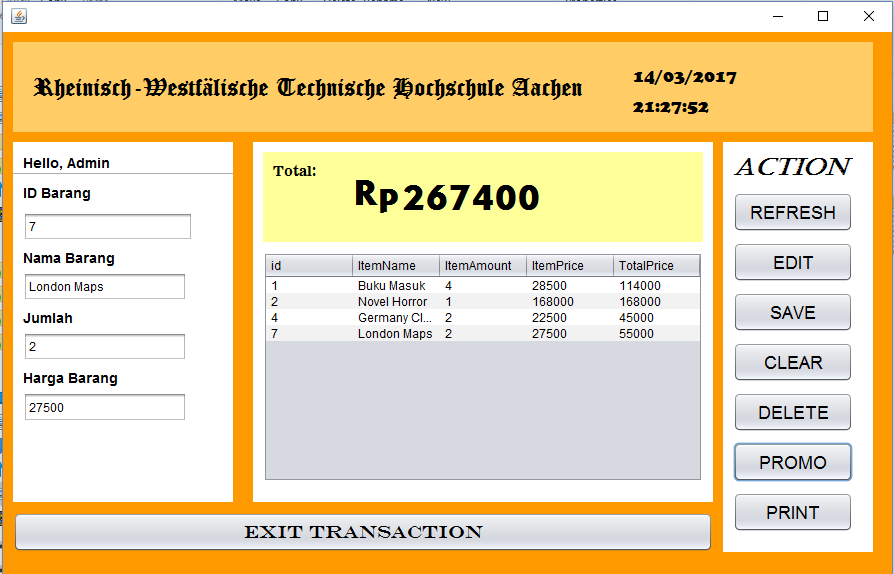 Rheinisch-Westfälische Technische Hochschule Aachen
14/03/2017
21:27:52
Hello, Admin
ID Barang
7
Nama Barang
London Maps
Jumlah
2
Harga Barang
27500
Total:
Rp267400
id ItemName ItemAmount ItemPrice TotalPrice
1 Buku Masuk 4 28500 114000
2 Novel Horror 1 168000 168000
4 Germany Cl... 2 22500 45000
7 London Maps 2 27500 55000
ACTION
REFRESH
EDIT
SAVE
CLEAR
DELETE
PROMO
PRINT
EXIT TRANSACTION